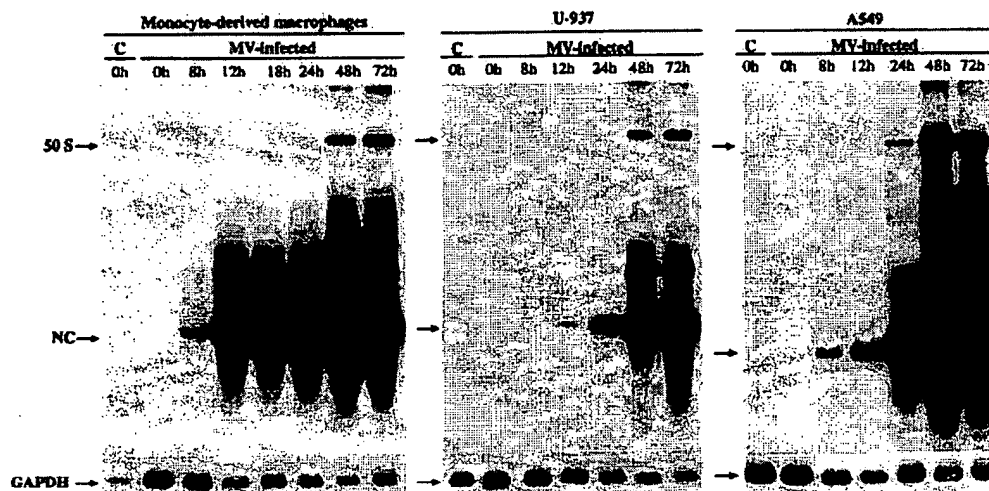 Monocyte-derived macrophages U-937 A549
C MV-infected C MV-infected C MV-infected
0h 0h 8h 12h 18h 24h 48h 72h 0h 0h 8h 12h 24h 48h 72h 0h 0h 8h 12h 24h 48h 72h
50 S
NC
GAPDH